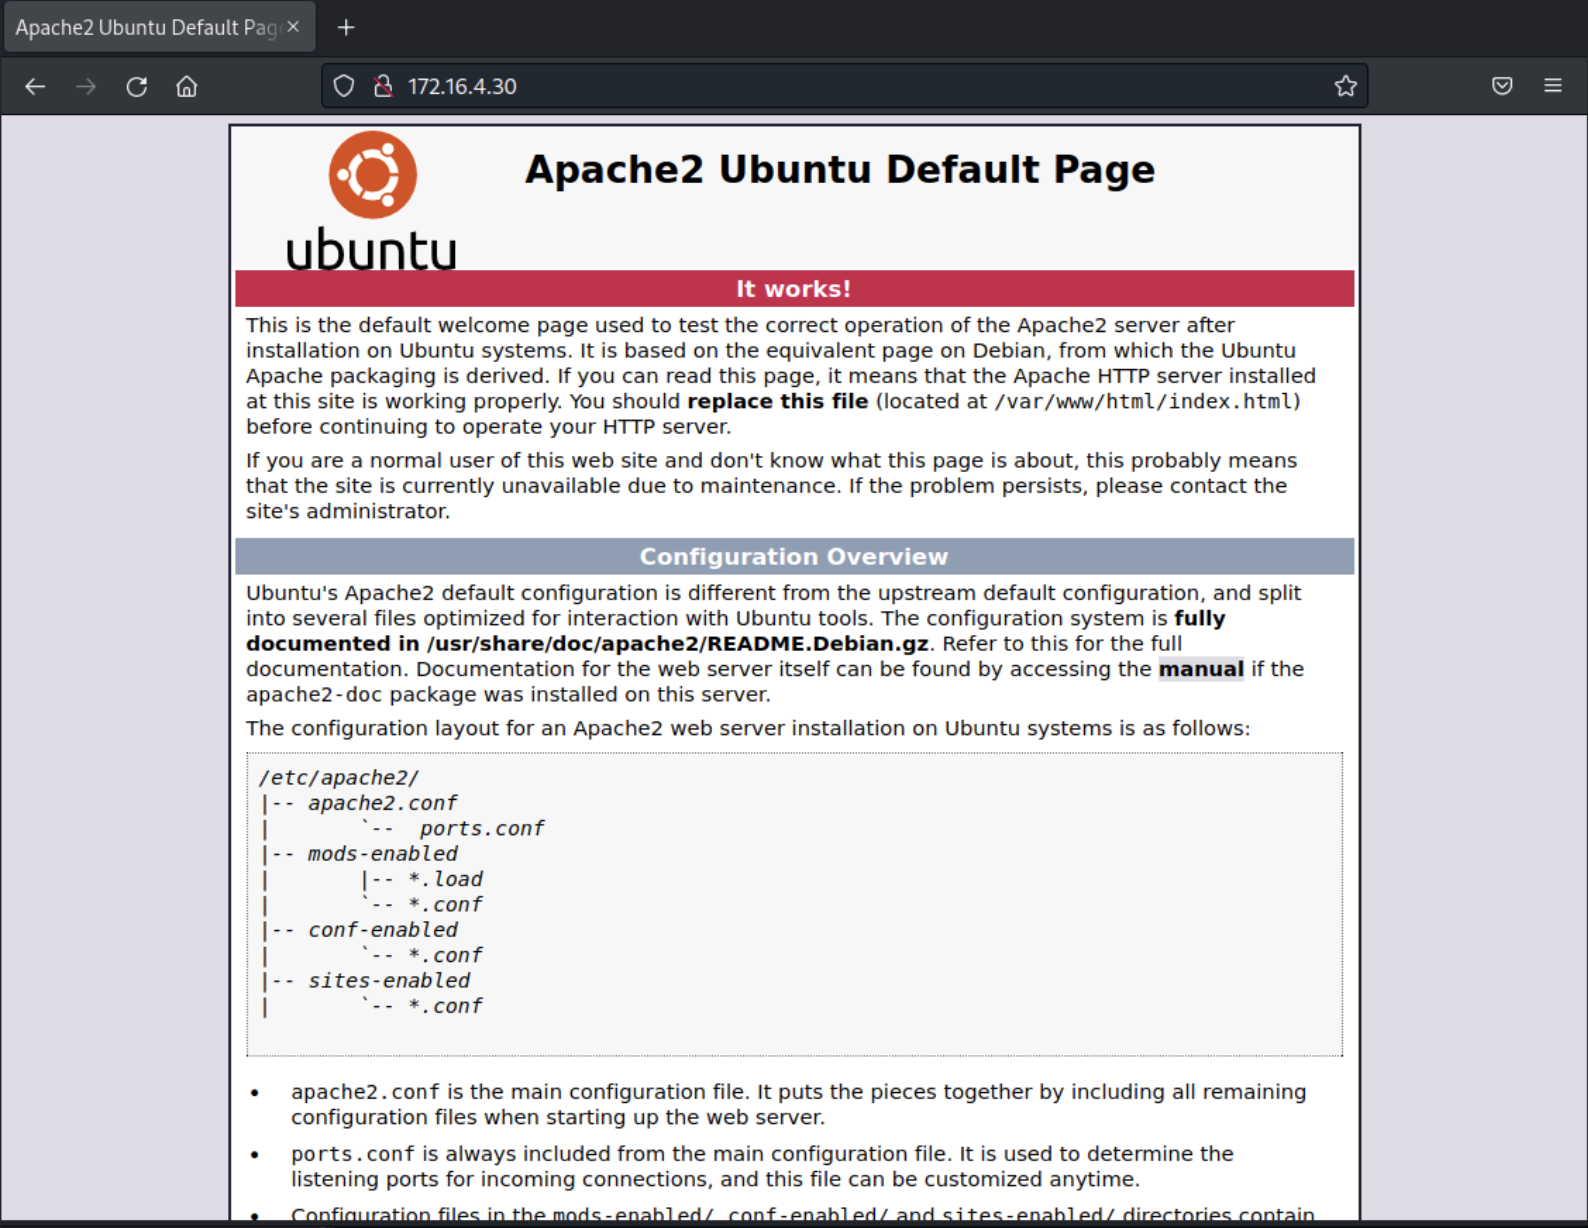 Apache2 Ubuntu Default Page
172.16.4.30
ubuntu
Apache2 Ubuntu Default Page
It works!
This is the default welcome page used to test the correct operation of the Apache2 server after
installation on Ubuntu systems. It is based on the equivalent page on Debian, from which the Ubuntu
Apache packaging is derived. If you can read this page, it means that the Apache HTTP server installed
at this site is working properly. You should replace this file (located at /var/www/html/index.html)
before continuing to operate your HTTP server.
If you are a normal user of this web site and don't know what this page is about, this probably means
that the site is currently unavailable due to maintenance. If the problem persists, please contact the
site's administrator.
Configuration Overview
Ubuntu's Apache2 default configuration is different from the upstream default configuration, and split
into several files optimized for interaction with Ubuntu tools. The configuration system is fully
documented in /usr/share/doc/apache2/README.Debian.gz. Refer to this for the full
documentation. Documentation for the web server itself can be found by accessing the manual if the
apache2-doc package was installed on this server.
The configuration layout for an Apache2 web server installation on Ubuntu systems is as follows:
/etc/apache2/
|-- apache2.conf
|       `--  ports.conf
|-- mods-enabled
|       |-- *.load
|       `-- *.conf
|-- conf-enabled
|       `-- *.conf
|-- sites-enabled
|       `-- *.conf
• apache2.conf is the main configuration file. It puts the pieces together by including all remaining
configuration files when starting up the web server.
• ports.conf is always included from the main configuration file. It is used to determine the
listening ports for incoming connections, and this file can be customized anytime.
• Configuration files in the mods-enabled/, conf-enabled/ and sites-enabled/ directories contain